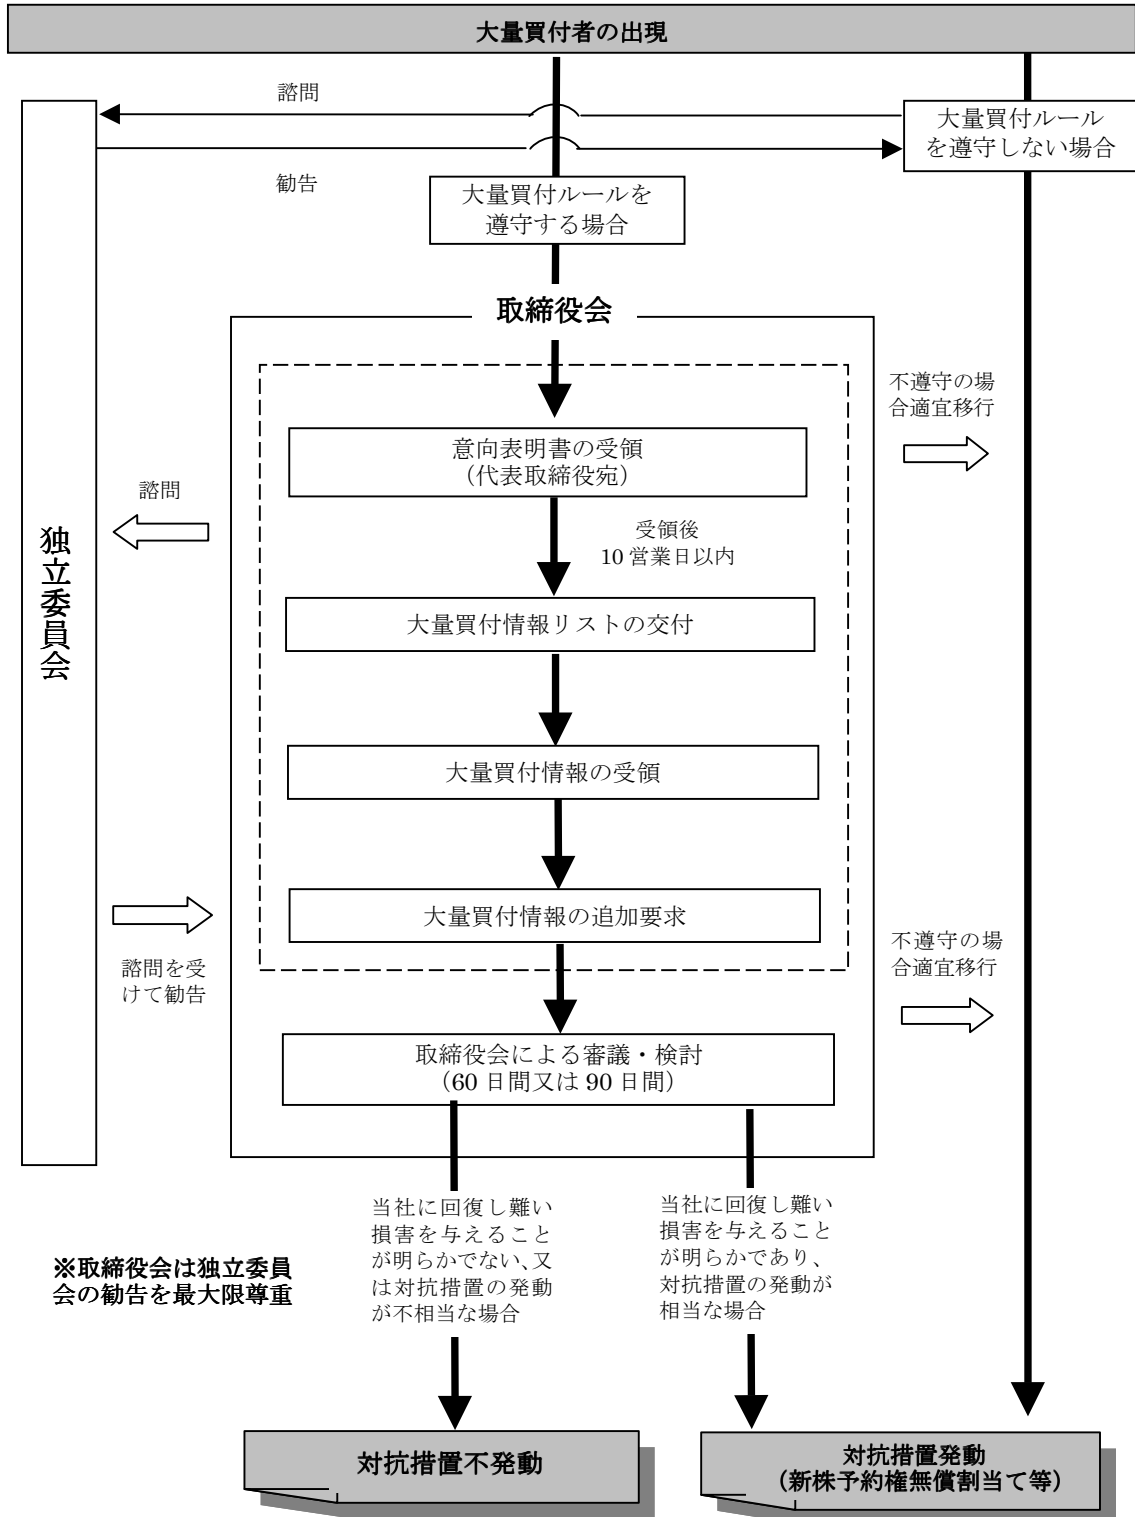 大量買付者の出現
諮問
大量買付ルール
を遵守しない場合
勧告
大量買付ルールを
遵守する場合
取締役会
不遵守の場
合適宜移行
意向表明書の受領
（代表取締役宛）
諮問
独立委員会
受領後
10 営業日以内
大量買付情報リストの交付
大量買付情報の受領
大量買付情報の追加要求
諮問を受
けて勧告
不遵守の場
合適宜移行
取締役会による審議・検討
（60 日間又は 90 日間）
当社に回復し難い
損害を与えること
が明らかでない、又
は対抗措置の発動
が不相当な場合
当社に回復し難い
損害を与えること
が明らかであり、
対抗措置の発動が
相当な場合
※取締役会は独立委員
会の勧告を最大限尊重
対抗措置不発動
対抗措置発動
（新株予約権無償割当て等）